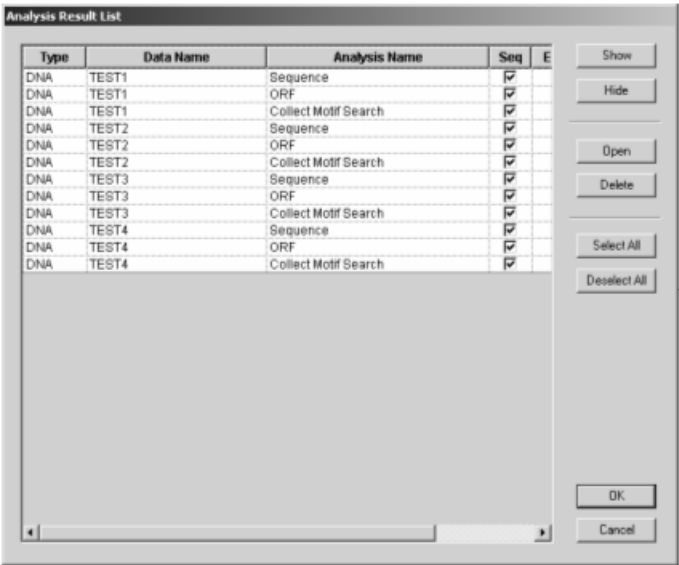 Analysis Result List
Type Data Name Analysis Name Seq E
DNA TEST1 Sequence
DNA TEST1 ORF
DNA TEST1 Collect Motif Search
DNA TEST2 Sequence
DNA TEST2 ORF
DNA TEST2 Collect Motif Search
DNA TEST3 Sequence
DNA TEST3 ORF
DNA TEST3 Collect Motif Search
DNA TEST4 Sequence
DNA TEST4 ORF
DNA TEST4 Collect Motif Search
Show
Hide
Open
Delete
Select All
Deselect All
OK
Cancel